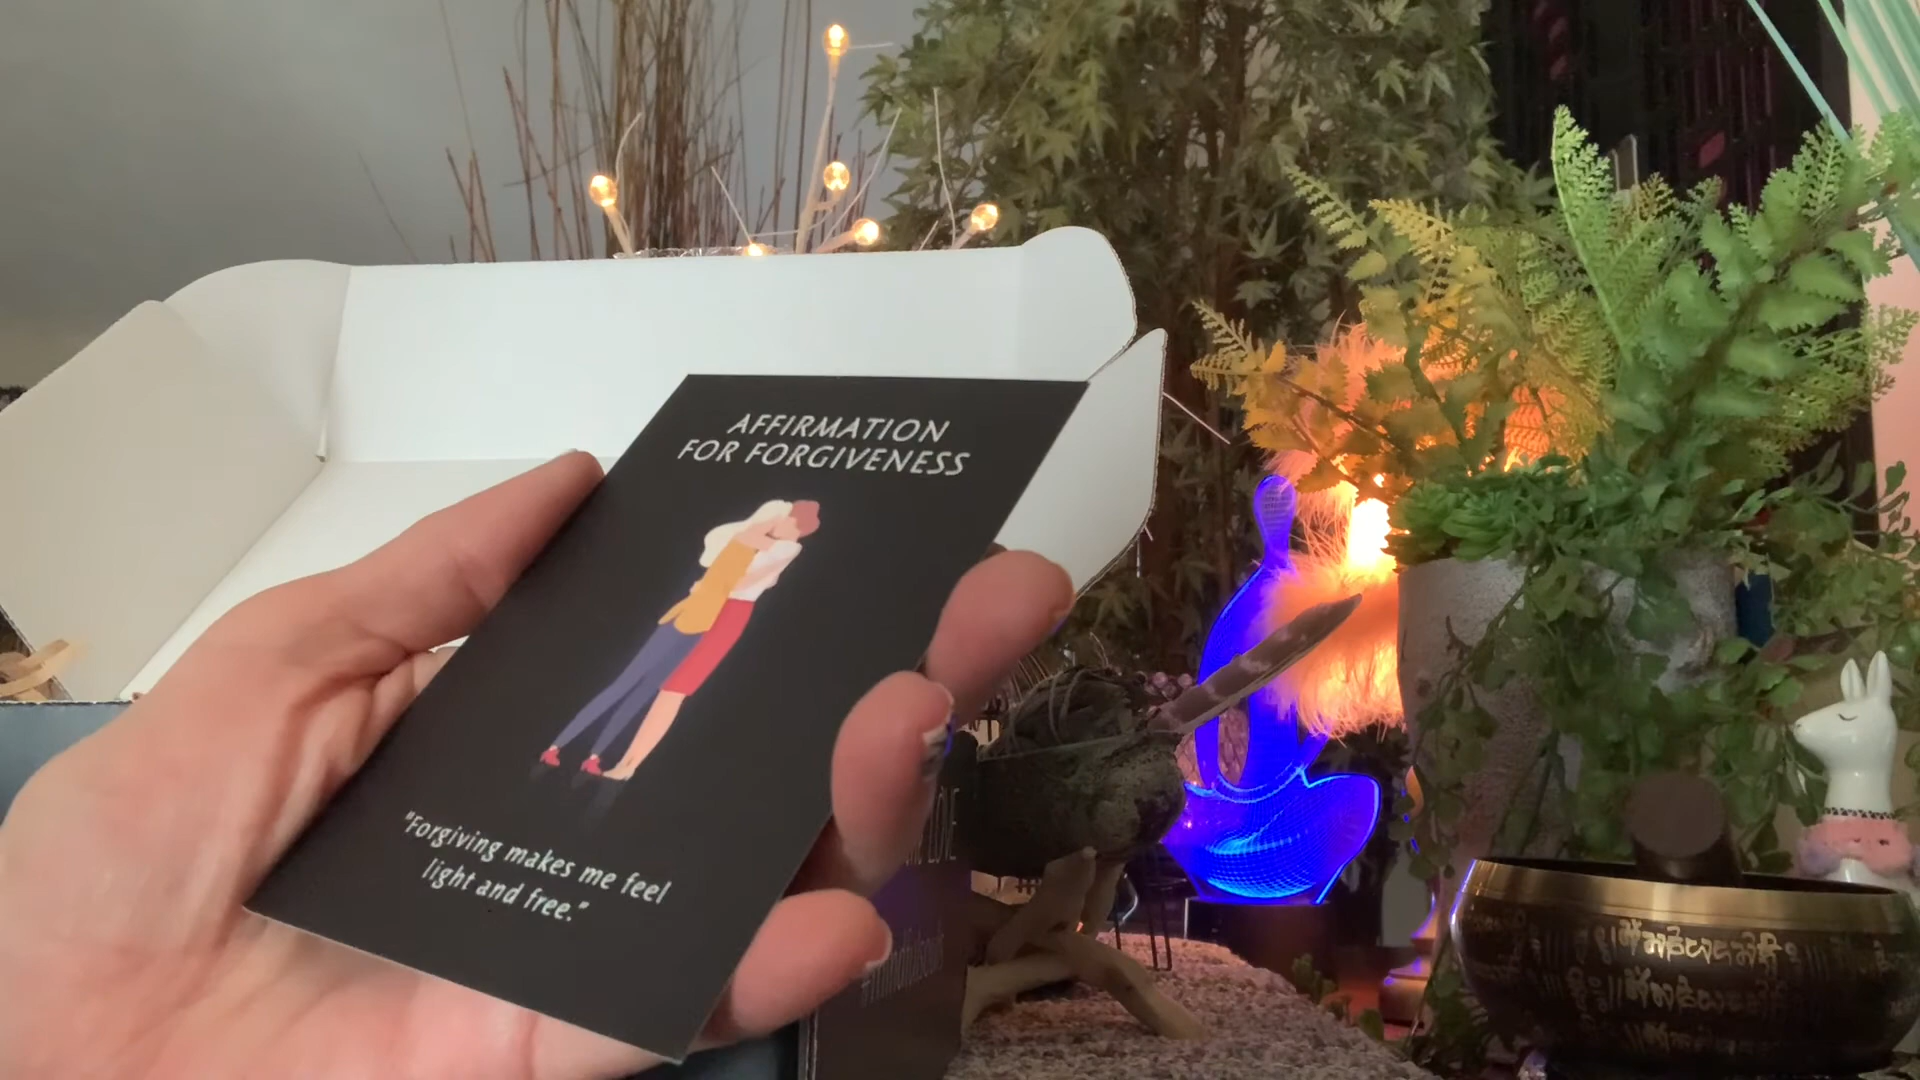 AFFIRMATION
FOR FORGIVENESS
"Forgiving makes me feel
light and free."